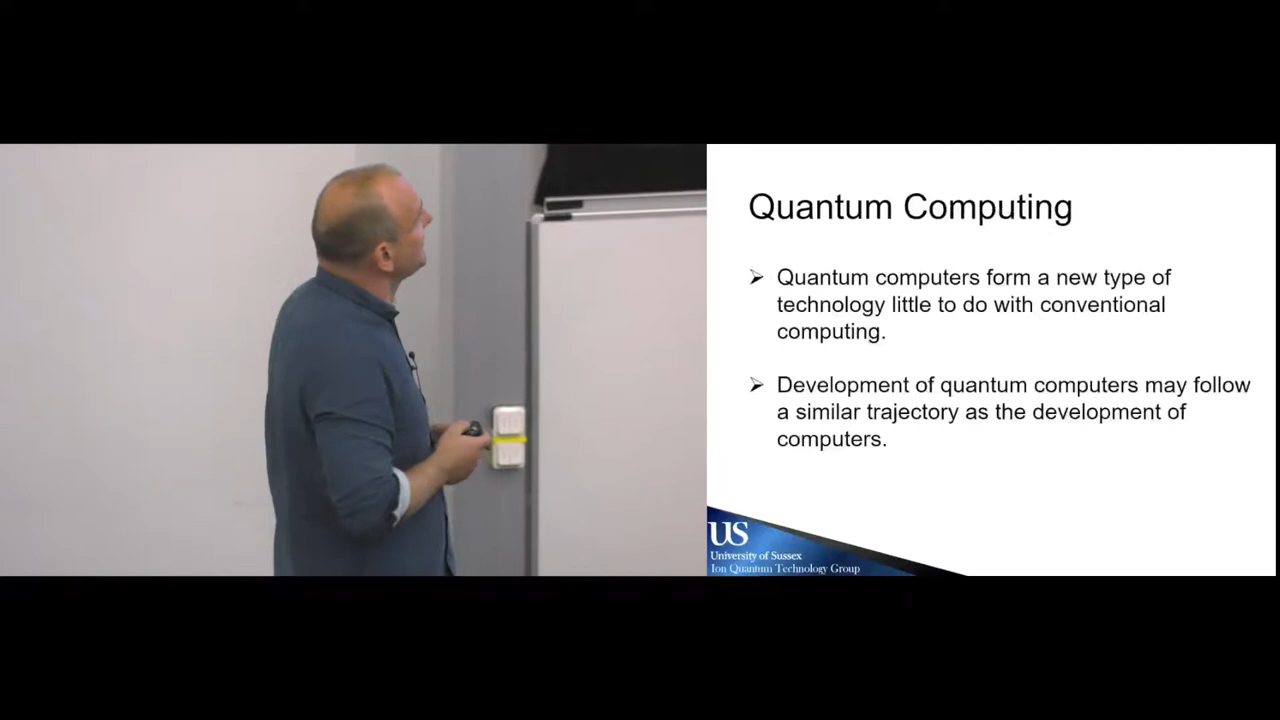 Quantum Computing
Quantum computers form a new type of
technology little to do with conventional
computing.
Development of quantum computers may follow
a similar trajectory as the development of
computers.
US
University of Sussex
Ion Quantum Technology Group